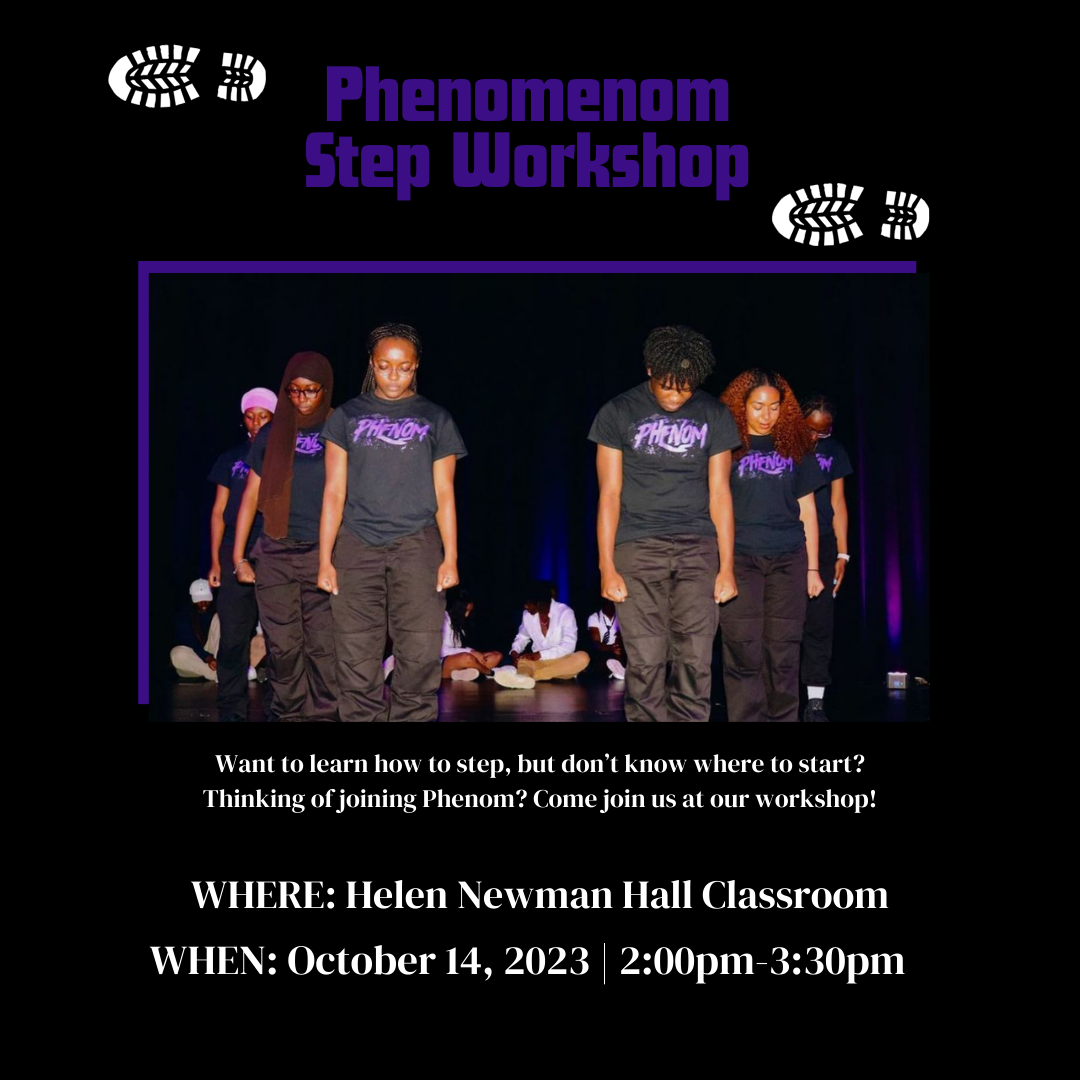 Phenomenom
Step Workshop
PHENOM
PHENOM
PHENOM
Want to learn how to step, but don't know where to start?
Thinking of joining Phenom? Come join us at our workshop!
WHERE: Helen Newman Hall Classroom
WHEN: October 14, 2023 | 2:00pm-3:30pm